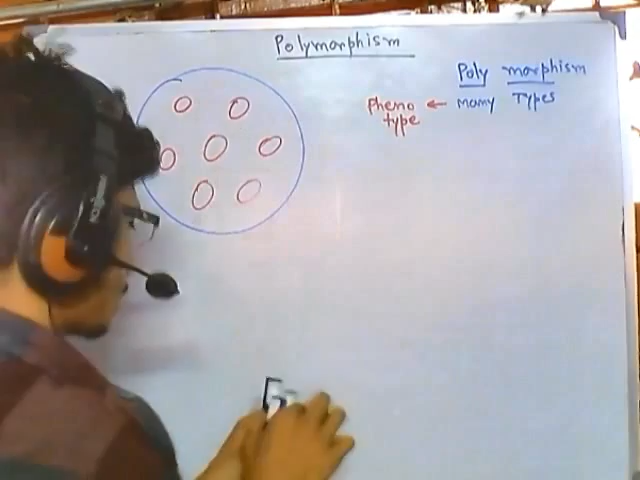 Polymorphism
Poly morphism
Pheno ← many Types
type